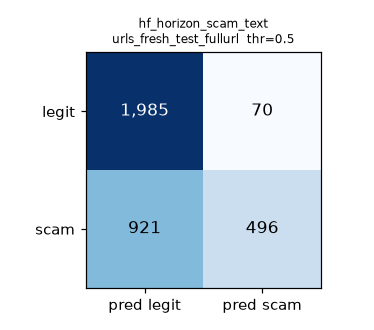 hf_horizon_scam_text
urls_fresh_test_fullurl thr=0.5
legit 1,985 70
scam 921 496
pred legit pred scam